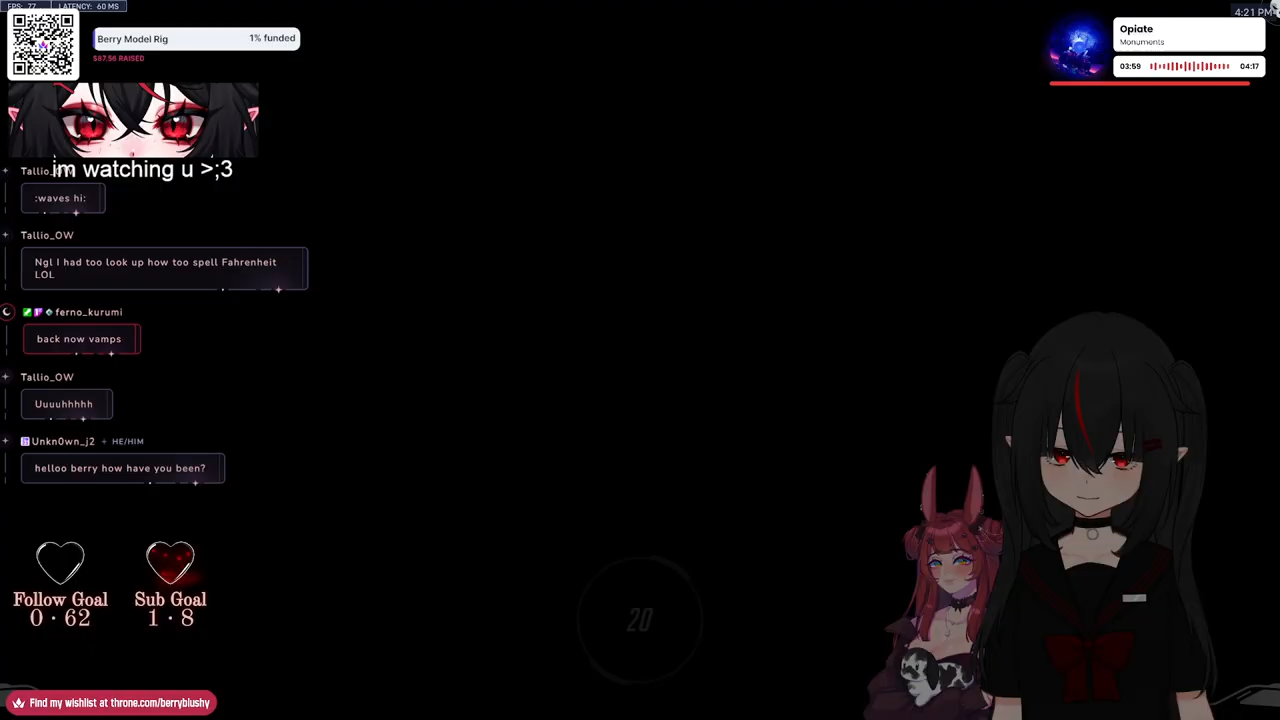 FPS: 77 LATENCY: 60 MS
4:21 PM
Berry Model Rig 1% funded
$87.56 RAISED
Opiate
Monuments
03:59 04:17
im watching u >;3
Tallio_OW
:waves hi:
Tallio_OW
Ngl I had too look up how too spell Fahrenheit
LOL
ferno_kurumi
back now vamps
Tallio_OW
Uuuuhhhhh
Unkn0wn_j2 HE/HIM
helloo berry how have you been?
Follow Goal
0 · 62
Sub Goal
1 · 8
20
Find my wishlist at throne.com/berryblushy